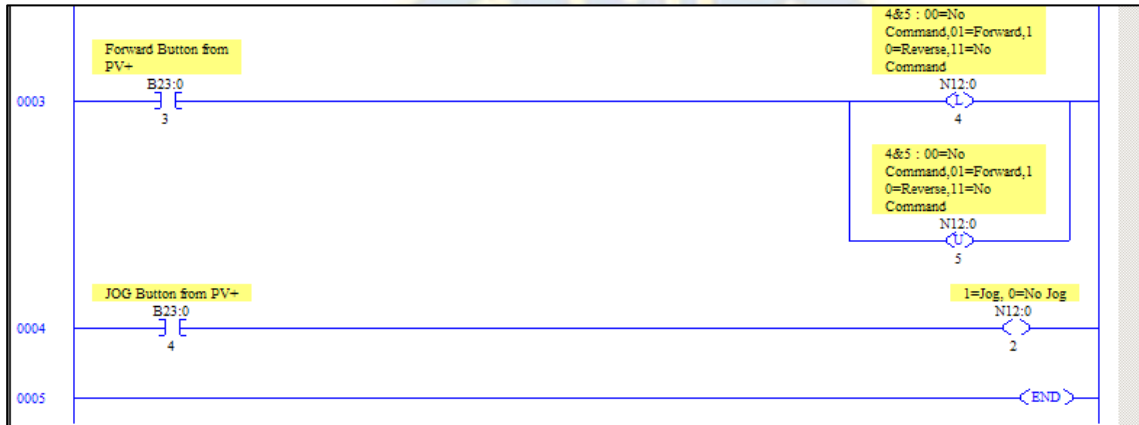 4&5 : 00=No
Command,01=Forward,1
0=Reverse,11=No
Command
Forward Button from
PV+
B23:0
N12:0
0003
L
3
4
4&5 : 00=No
Command,01=Forward,1
0=Reverse,11=No
Command
N12:0
U
5
JOG Button from PV+
1=Jog, 0=No Jog
B23:0
N12:0
0004
4
2
0005
END